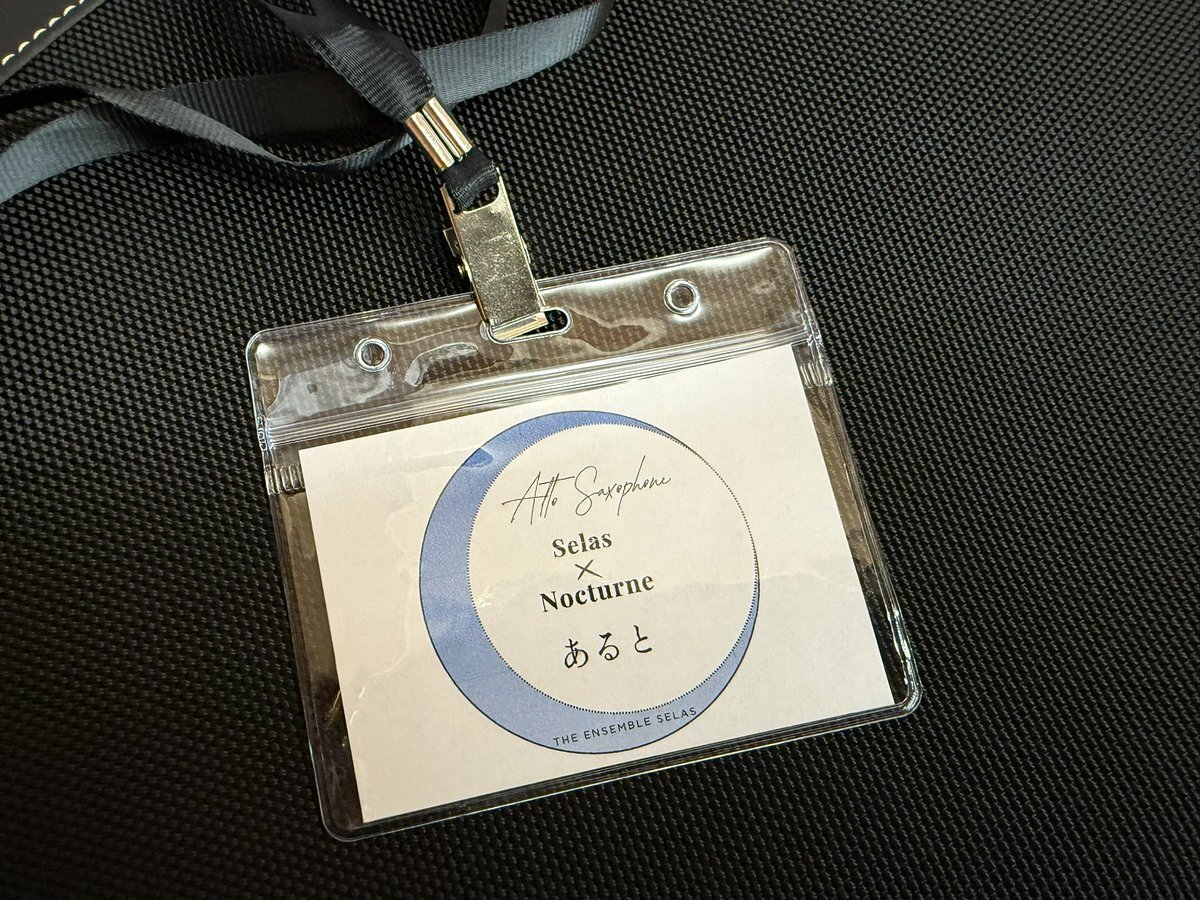 Alto Saxophone
Selas
×
Nocturne
あると
THE ENSEMBLE SELAS